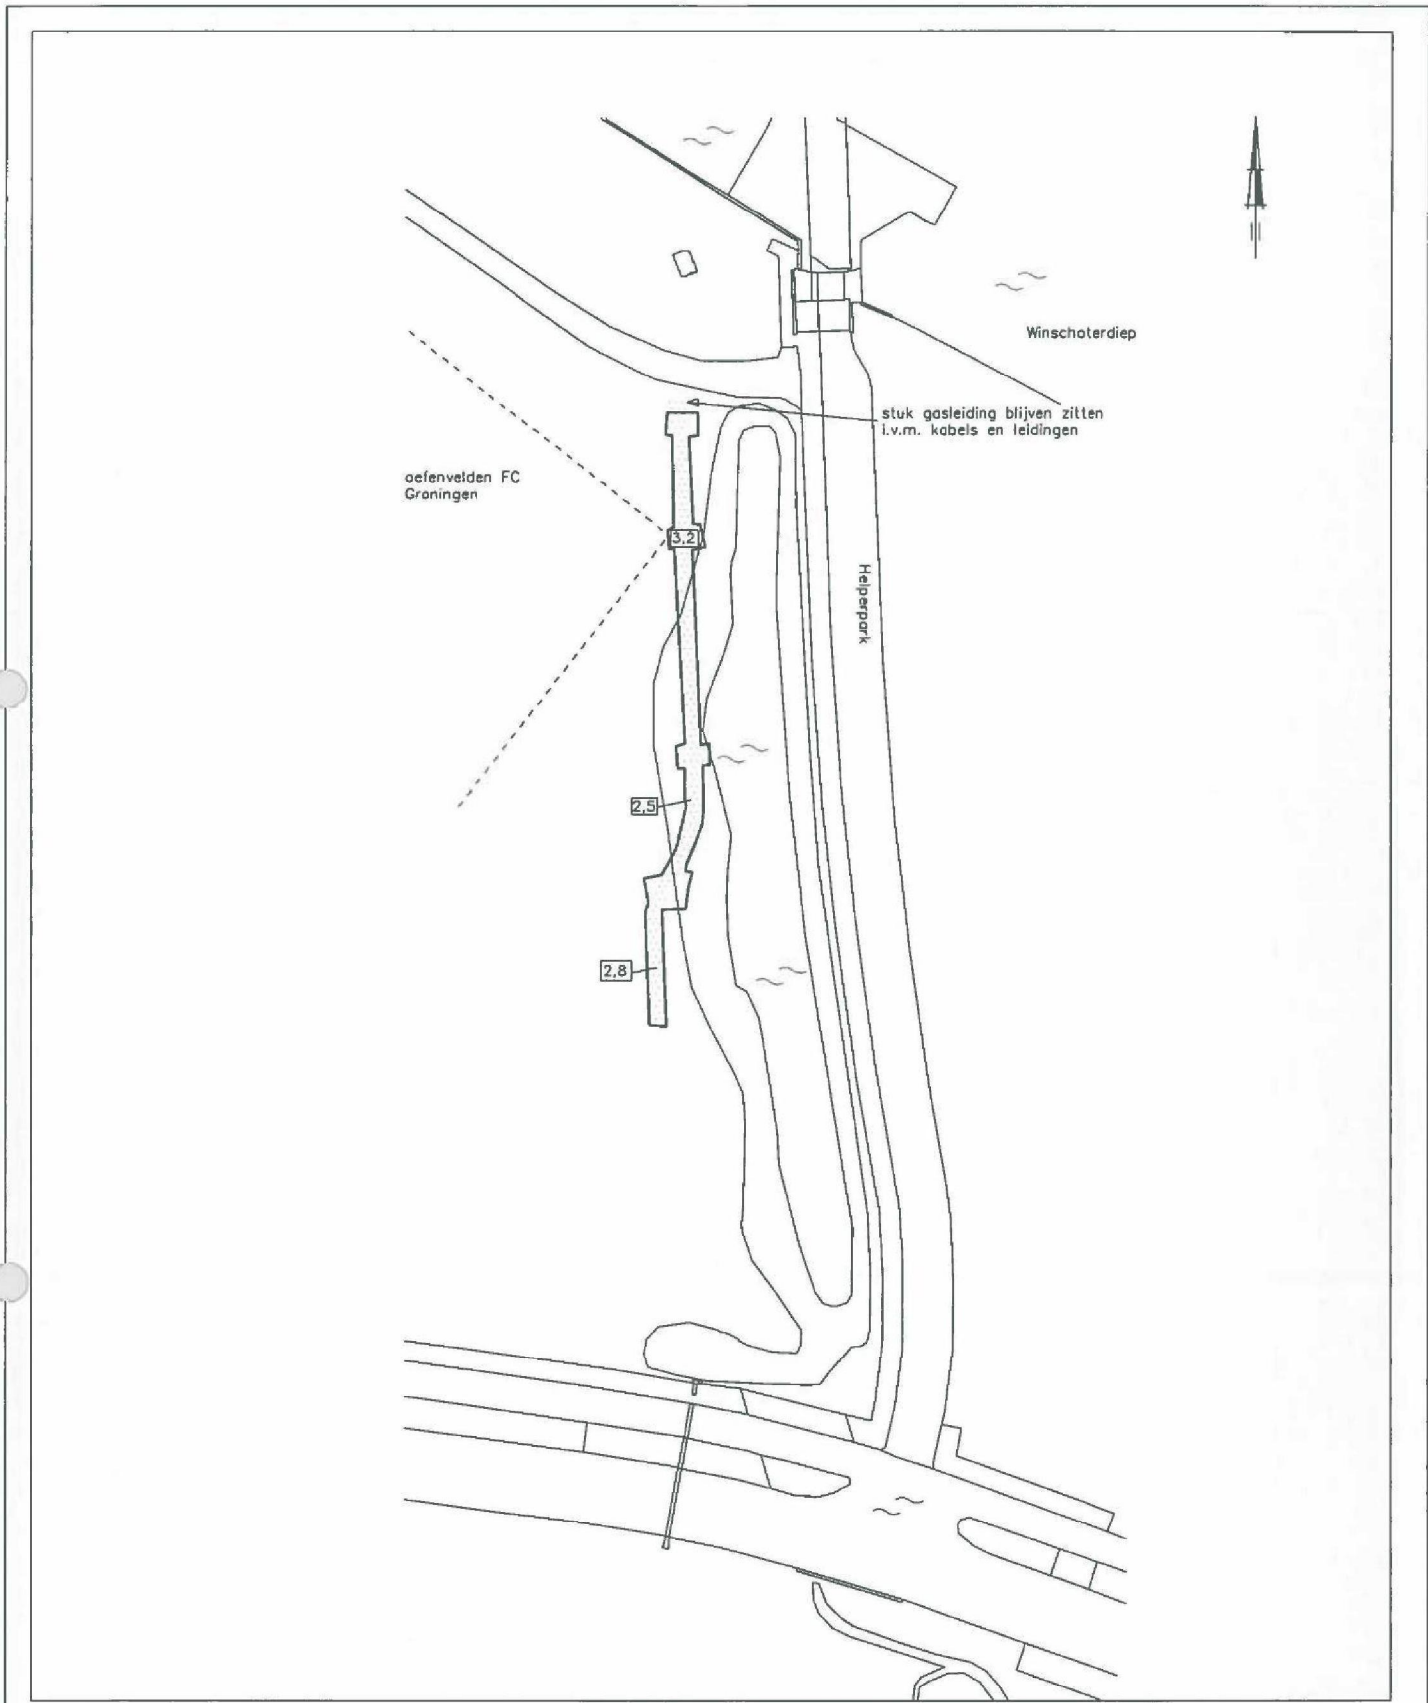 Winschoterdiep
stuk gasleiding blijven zitten
i.v.m. kabels en leidingen
oefenvelden FC
Groningen
3,2
Helperpark
2,5
2,8